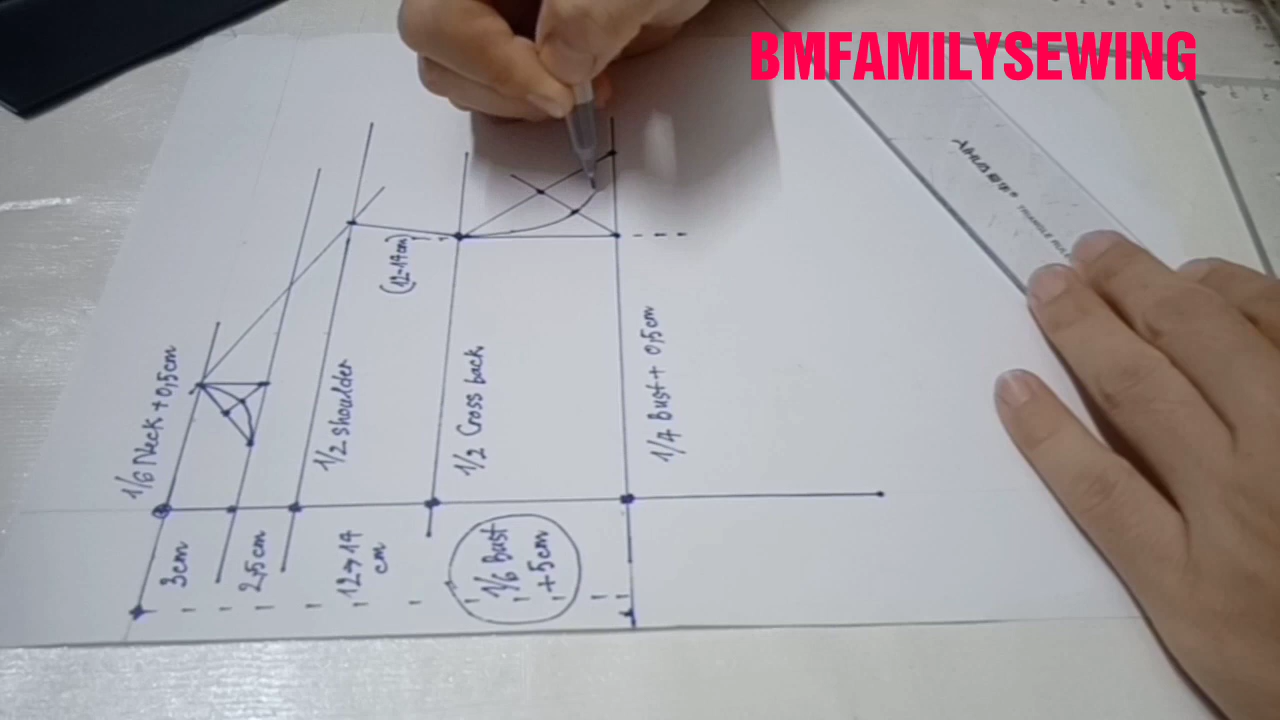 BMFAMILYSEWING
1/6 Neck + 0,5cm
1/2 shoulder
(12-14cm)
1/2 Cross back
1/4 Bust + 0,5cm
3cm
2,5cm
12→14
cm
1/6 Bust
+5cm